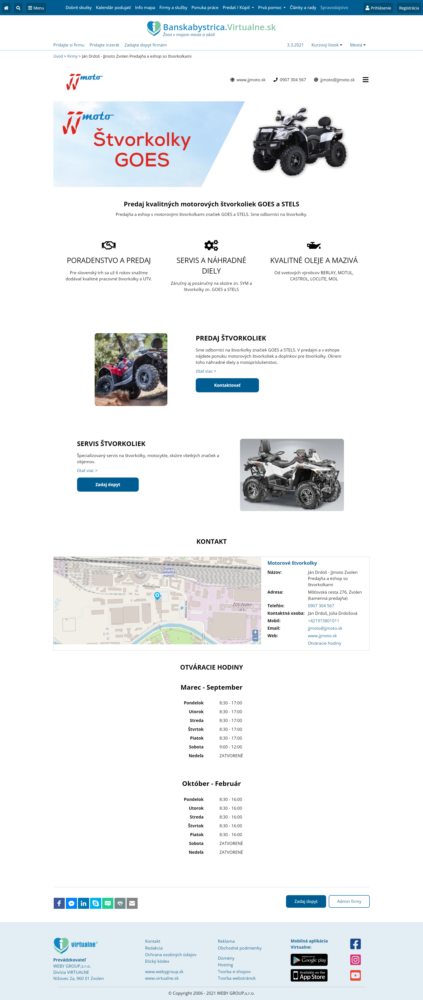 Menu
Dobré skutky Kalendár podujatí Info mapa Firmy a služby Ponuka práce Predať / Kúpiť Prvá pomoc Články a rady Spravodajstvo
Prihlásenie
Registrácia
Banskabystrica.Virtualne.sk
Život v mojom meste a okolí
Pridajte si firmu Pridajte inzerát Zadajte dopyt firmám
3.3.2021 Kurzový lístok Mestá
Úvod > Firmy > Ján Drdoš - JJmoto Zvolen Predajňa a eshop so štvorkolkami
jj moto
www.jjmoto.sk 0907 304 567 jjmoto@jjmoto.sk
jj moto
Štvorkolky
GOES
Predaj kvalitných motorových štvorkoliek GOES a STELS
Predajňa a eshop s motorovými štvorkolkami značiek GOES a STELS. Sme odborníci na štvorkolky.
PORADENSTVO A PREDAJ
Pre slovenský trh sa už 6 rokov snažíme
dodávať kvalitné pracovné štvorkolky a UTV.
SERVIS A NÁHRADNÉ
DIELY
Záručný aj pozáručný na skútre zn. SYM a
štvorkolky zn. GOES a STELS
KVALITNÉ OLEJE A MAZIVÁ
Od svetových výrobcov BERLAY, MOTUL,
CASTROL, LOCLITE, MOL
PREDAJ ŠTVORKOLIEK
Sme odborníci na štvorkolky značiek GOES a STELS. V predajni a v eshope
nájdete ponuku motorových štvorkoliek a doplnkov pre štvorkolky. Okrem
toho náhradné diely a motopríslušenstvo.
čítať viac >
Kontaktovať
SERVIS ŠTVORKOLIEK
Špecializovaný servis na štvorkolky, motocykle, skútre všetkých značiek a
objemov.
čítať viac >
Zadaj dopyt
KONTAKT
Zvolen
nákladná
stanica
Môťovská cesta
P
Môťovská cesta
ŽOS Zvolen
a.s.
Slatina
+
−
Motorové štvorkolky
Názov: Ján Drdoš - JJmoto Zvolen
Predajňa a eshop so
štvorkolkami
Adresa: Môťovská cesta 276, Zvolen
(kamenná predajňa)
Telefón: 0907 304 567
Kontaktná osoba: Ján Drdoš, Júlia Drdošová
Mobil: +421915801011
Email: jjmoto@jjmoto.sk
Web: www.jjmoto.sk
Otváracie hodiny
OTVÁRACIE HODINY
Marec - September
Pondelok 8:30 - 17:00
Utorok 8:30 - 17:00
Streda 8:30 - 17:00
Štvrtok 8:30 - 17:00
Piatok 8:30 - 17:00
Sobota 9:00 - 12:00
Nedeľa ZATVORENÉ
Október - Február
Pondelok 8:30 - 16:00
Utorok 8:30 - 16:00
Streda 8:30 - 16:00
Štvrtok 8:30 - 16:00
Piatok 8:30 - 16:00
Sobota ZATVORENÉ
Nedeľa ZATVORENÉ
SMS
Zadaj dopyt
Admin firmy
virtualne®
Prevádzkovateľ
WEBY GROUP,s.r.o.
Divízia VIRTUALNE
Nižovec 2a, 960 01 Zvolen
Kontakt
Redakcia
Ochrana osobných údajov
Etický kódex
www.webygroup.sk
www.virtualne.sk
Reklama
Obchodné podmienky
Domény
Hosting
Tvorba e-shopov
Tvorba webstránok
Mobilná aplikácia
Virtualne:
ANDROID APP ON
Google play
Available on the
App Store
© Copyright 2006 - 2021 WEBY GROUP,s.r.o.